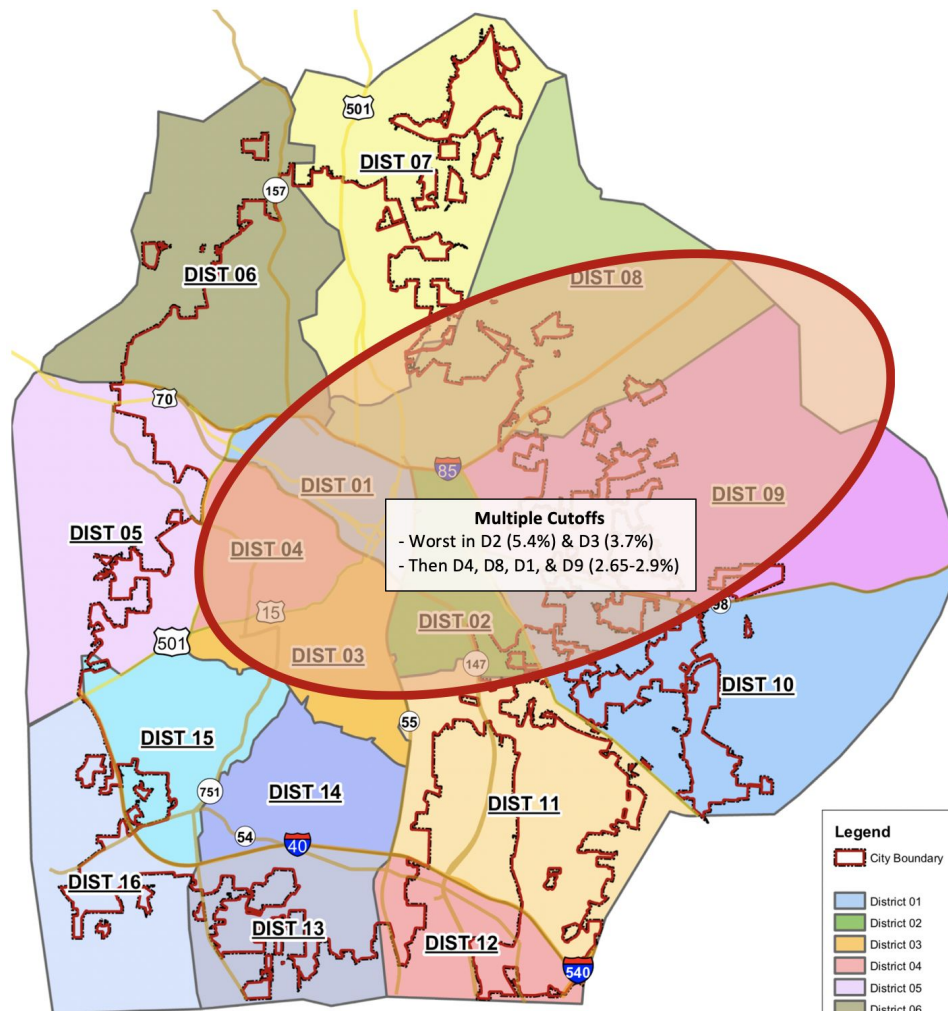 501
DIST 07
157
DIST 06
DIST 08
70
85
DIST 01
DIST 09
DIST 05
Multiple Cutoffs
- Worst in D2 (5.4%) & D3 (3.7%)
- Then D4, D8, D1, & D9 (2.65-2.9%)
DIST 04
15
98
DIST 02
501
DIST 03
147
DIST 10
55
DIST 15
DIST 14
751
DIST 11
54
40
DIST 16
DIST 13
DIST 12
540
Legend
City Boundary
District 01
District 02
District 03
District 04
District 05
District 06